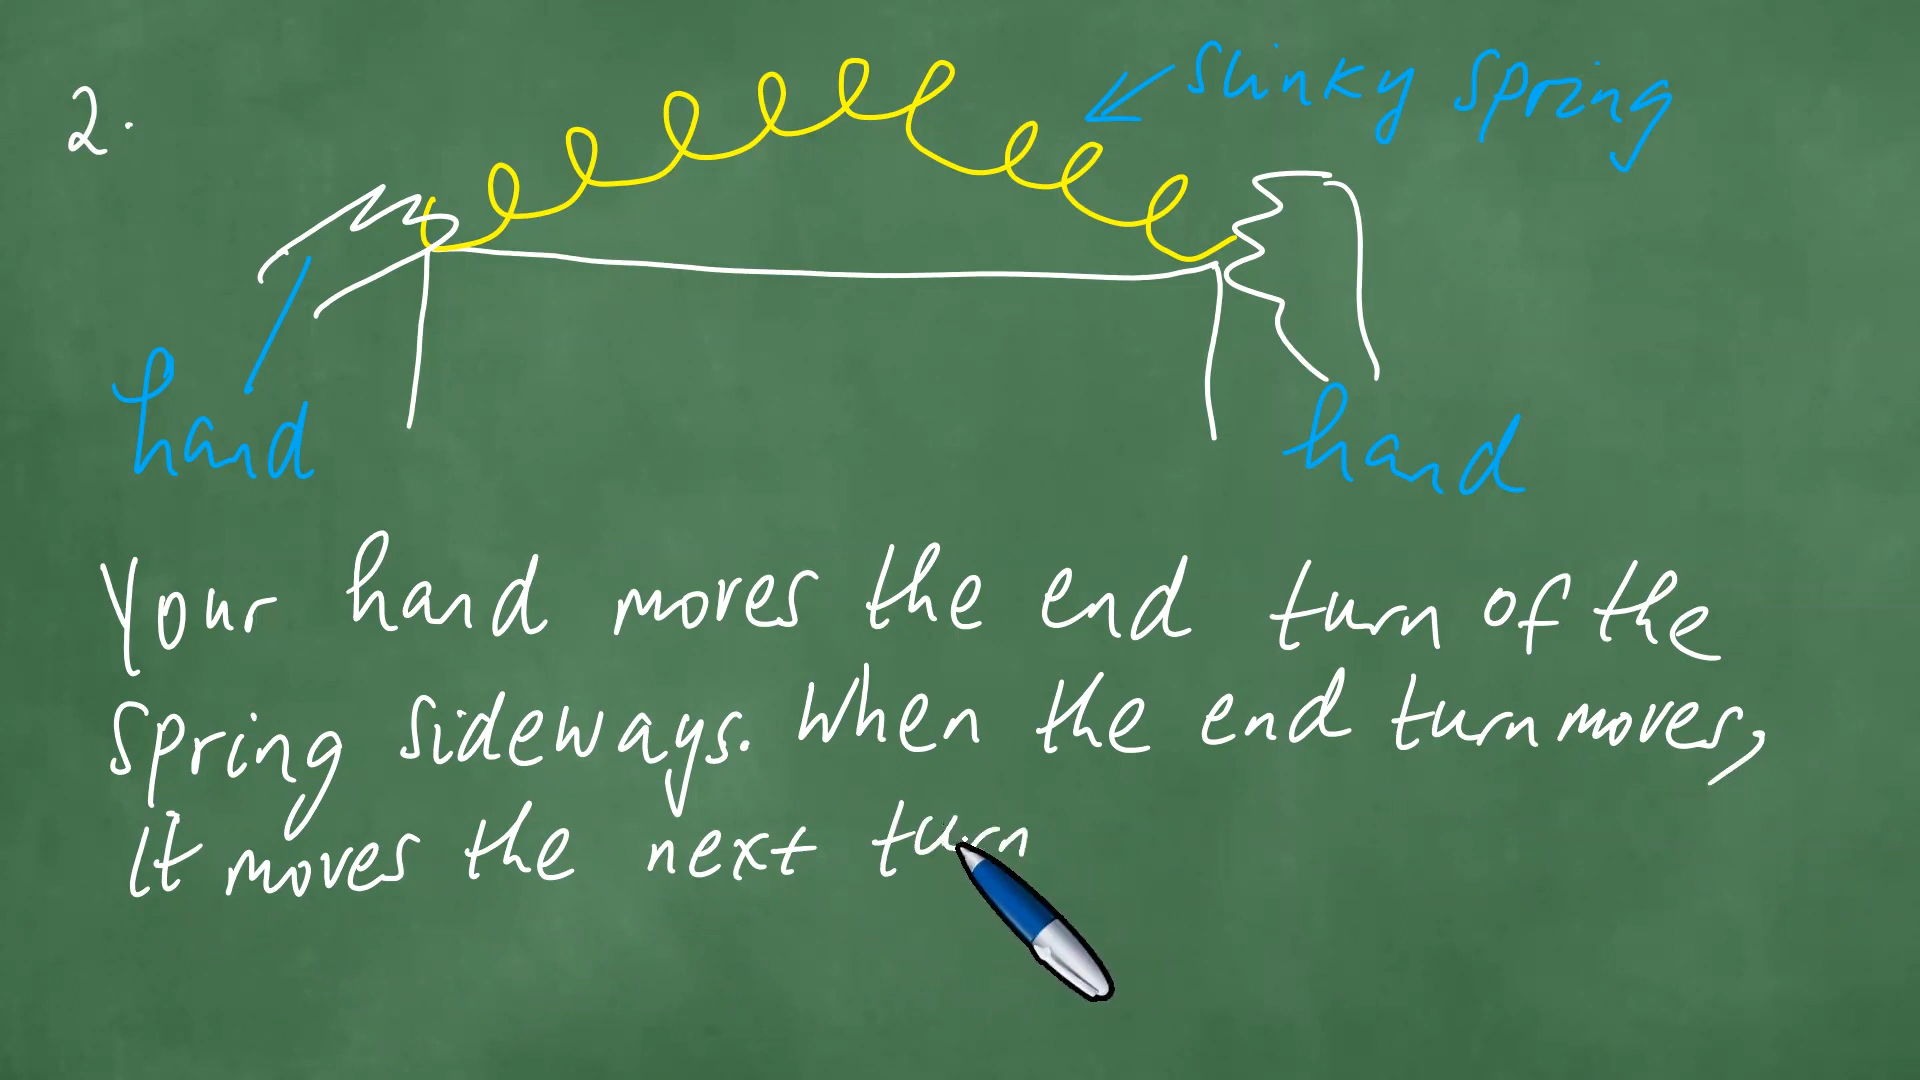 2.
slinky spring
hand
hand
Your hand moves the end turn of the
spring sideways. When the end turn moves,
it moves the next turn